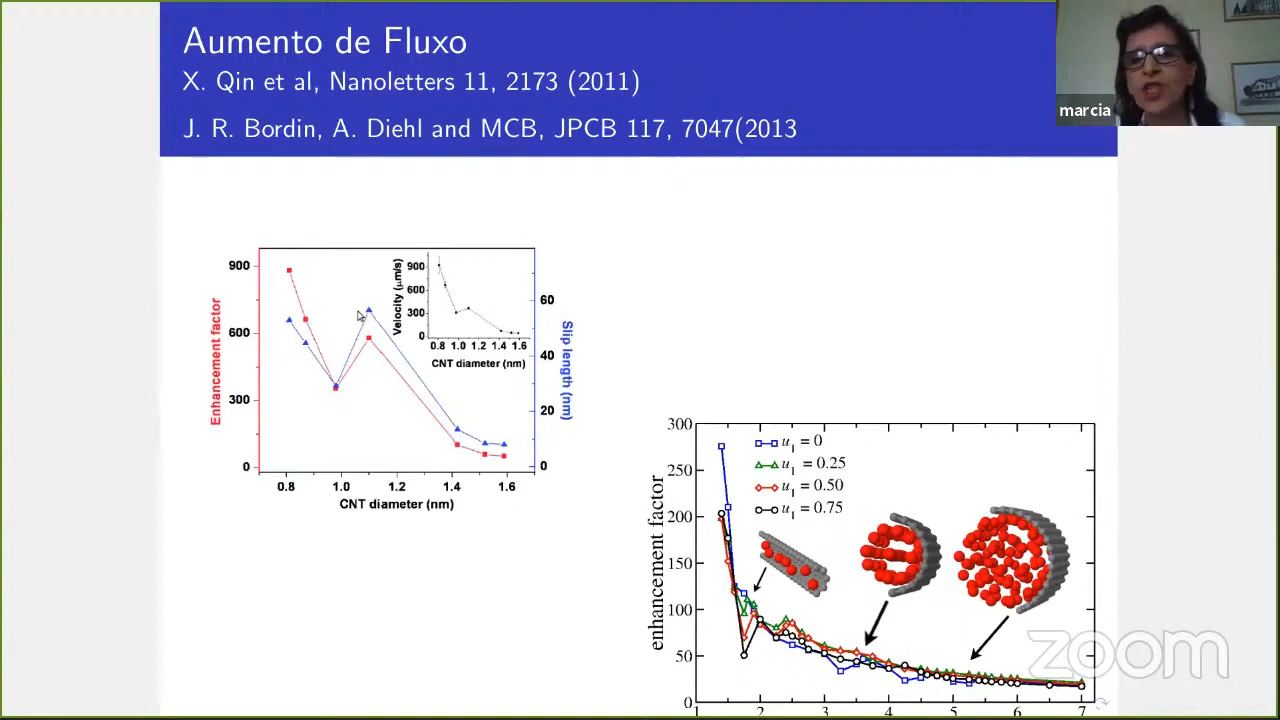 Aumento de Fluxo
X. Qin et al, Nanoletters 11, 2173 (2011)
J. R. Bordin, A. Diehl and MCB, JPCB 117, 7047(2013
marcia
900
600
300
0
Enhancement factor
0.8 1.0 1.2 1.4 1.6
CNT diameter (nm)
60
40
20
0
Slip length (nm)
Velocity (μm/s)
900
600
300
0
0.8 1.0 1.2 1.4 1.6
CNT diameter (nm)
enhancement factor
300
250
200
150
100
50
0
1 2 3 4 5 6 7
u₁ = 0
u₁ = 0.25
u₁ = 0.50
u₁ = 0.75
zoom